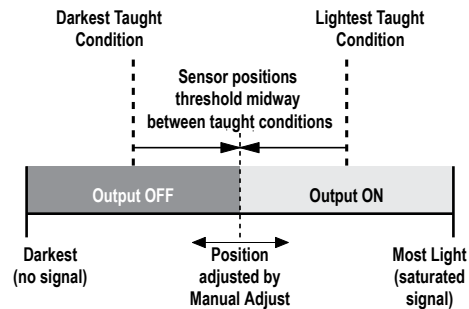 Darkest Taught
Condition
Lightest Taught
Condition
Sensor positions
threshold midway
between taught conditions
Output OFF
Output ON
Darkest
(no signal)
Position
adjusted by
Manual Adjust
Most Light
(saturated
signal)